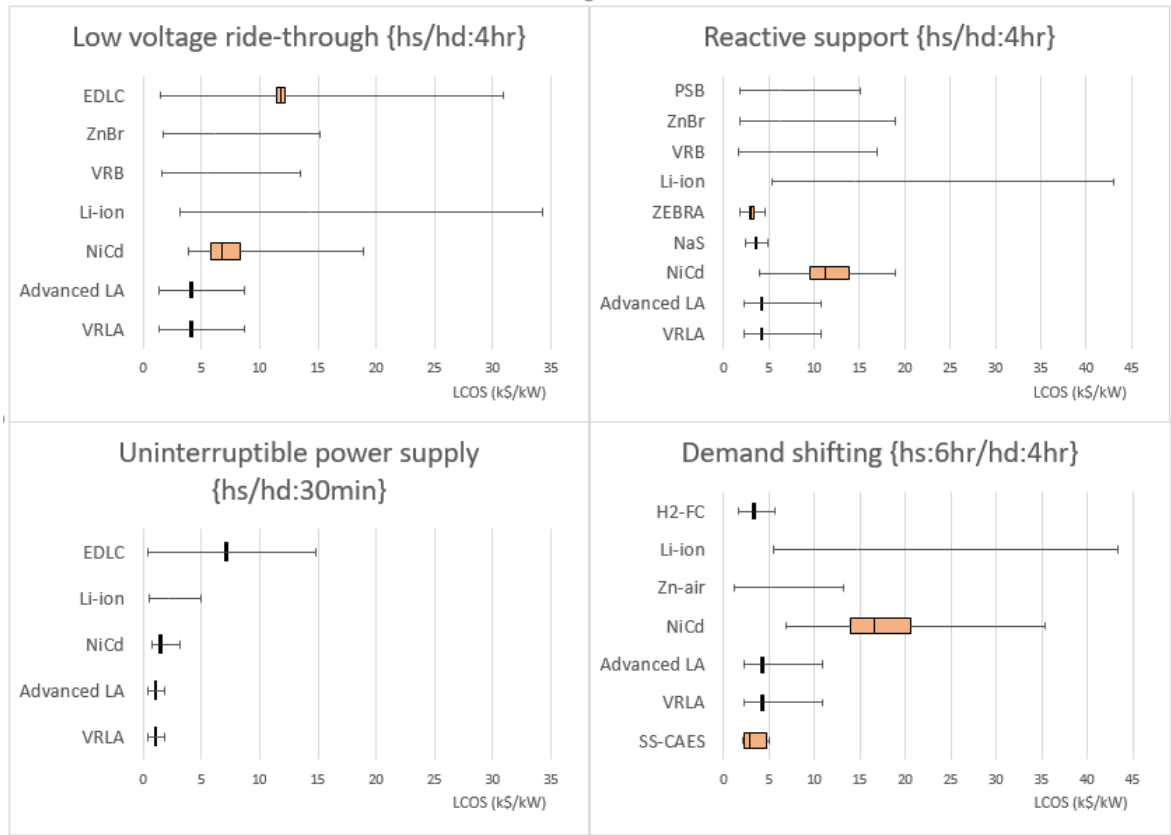 Low voltage ride-through {hs/hd:4hr}
EDLC
ZnBr
VRB
Li-ion
NiCd
Advanced LA
VRLA
0 5 10 15 20 25 30 35
LCOS (k$/kW)
Reactive support {hs/hd:4hr}
PSB
ZnBr
VRB
Li-ion
ZEBRA
NaS
NiCd
Advanced LA
VRLA
0 5 10 15 20 25 30 35 40 45
LCOS (k$/kW)
Uninterruptible power supply
{hs/hd:30min}
EDLC
Li-ion
NiCd
Advanced LA
VRLA
0 5 10 15 20 25 30 35
LCOS (k$/kW)
Demand shifting {hs:6hr/hd:4hr}
H2-FC
Li-ion
Zn-air
NiCd
Advanced LA
VRLA
SS-CAES
0 5 10 15 20 25 30 35 40 45
LCOS (k$/kW)